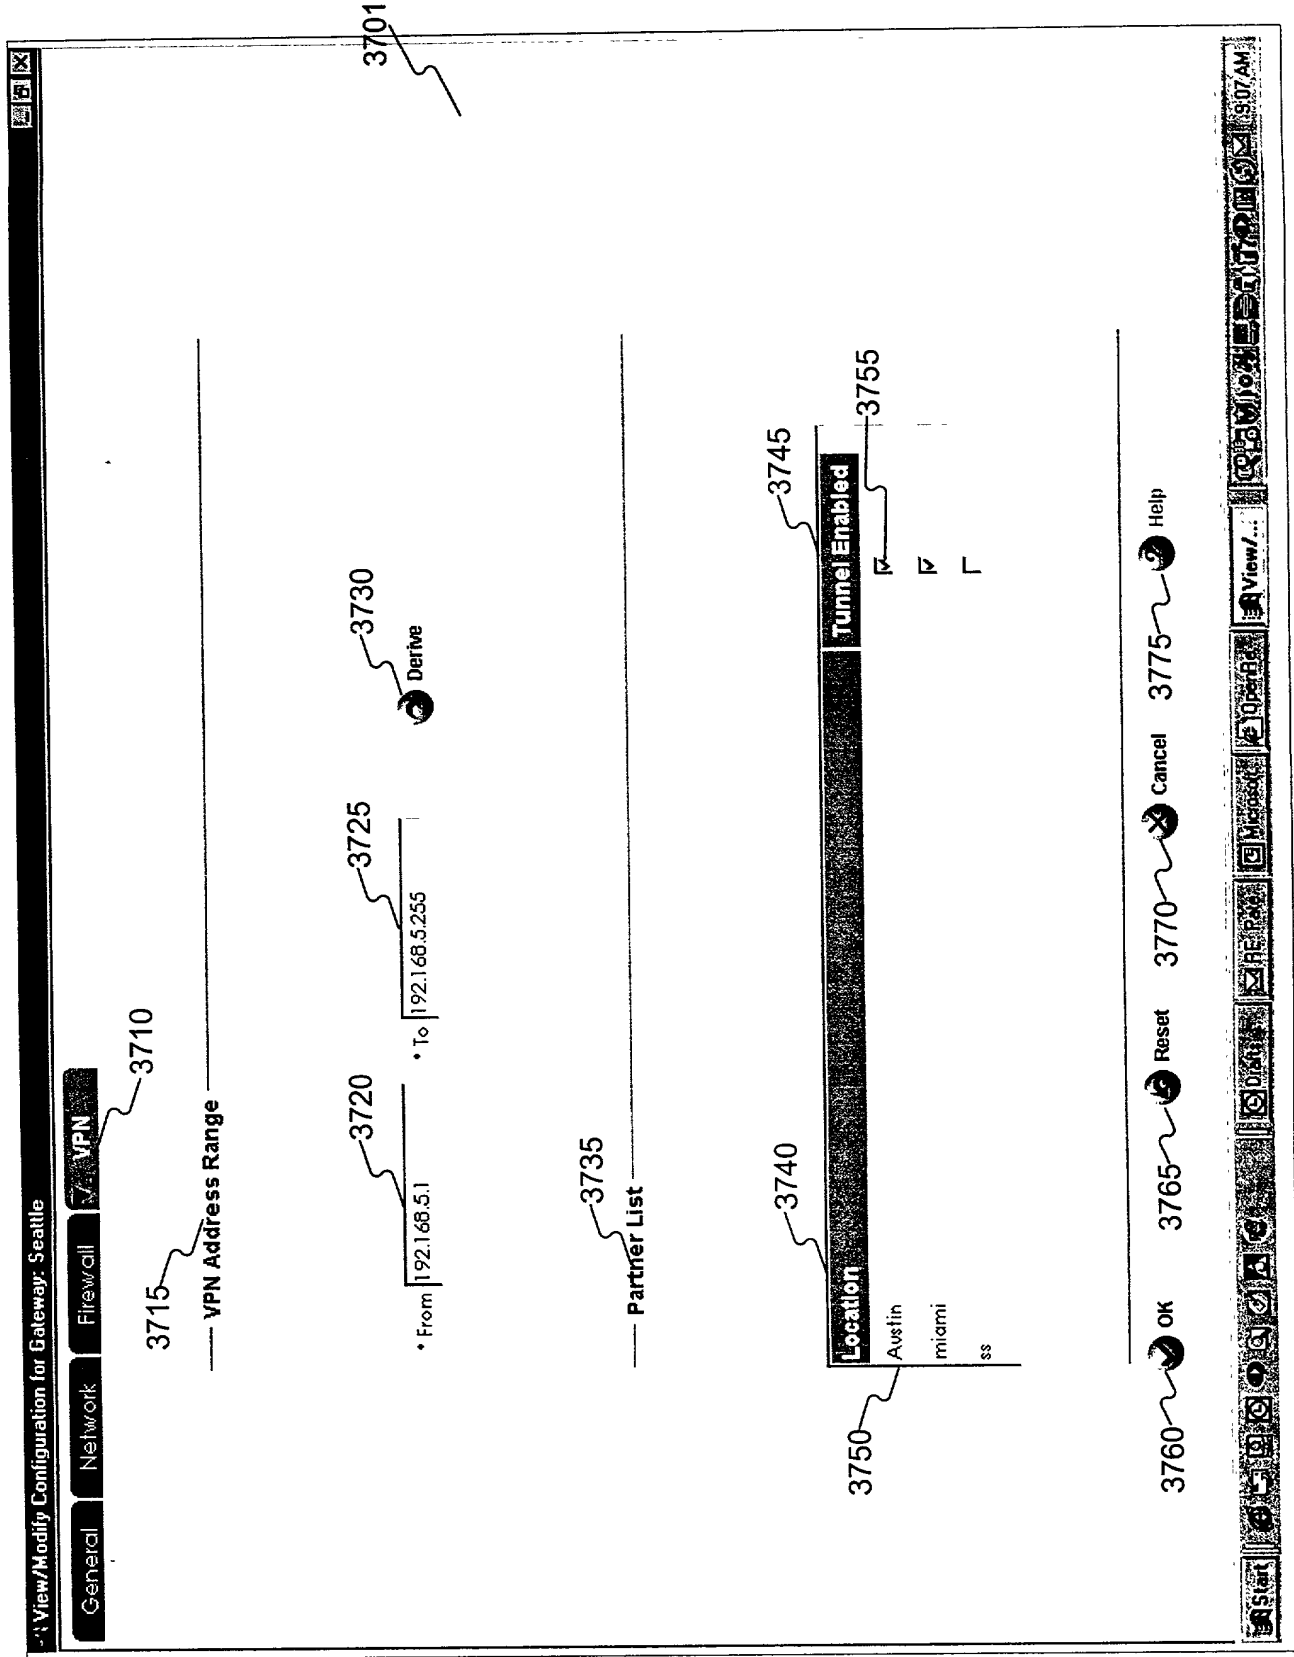 View/Modify Configuration for Gateway: Seattle
General Network Firewall VPN
3710
3701
3715
VPN Address Range
3720 3725 3730
* From 192.168.5.1 * To 192.168.5.255 Derive
3735
Partner List
3740 3745
Location Tunnel Enabled
3750 3755
Austin
miami
ss
OK Reset Cancel Help
3760 3765 3770 3775
Start Microsoft View/... 9:07 AM